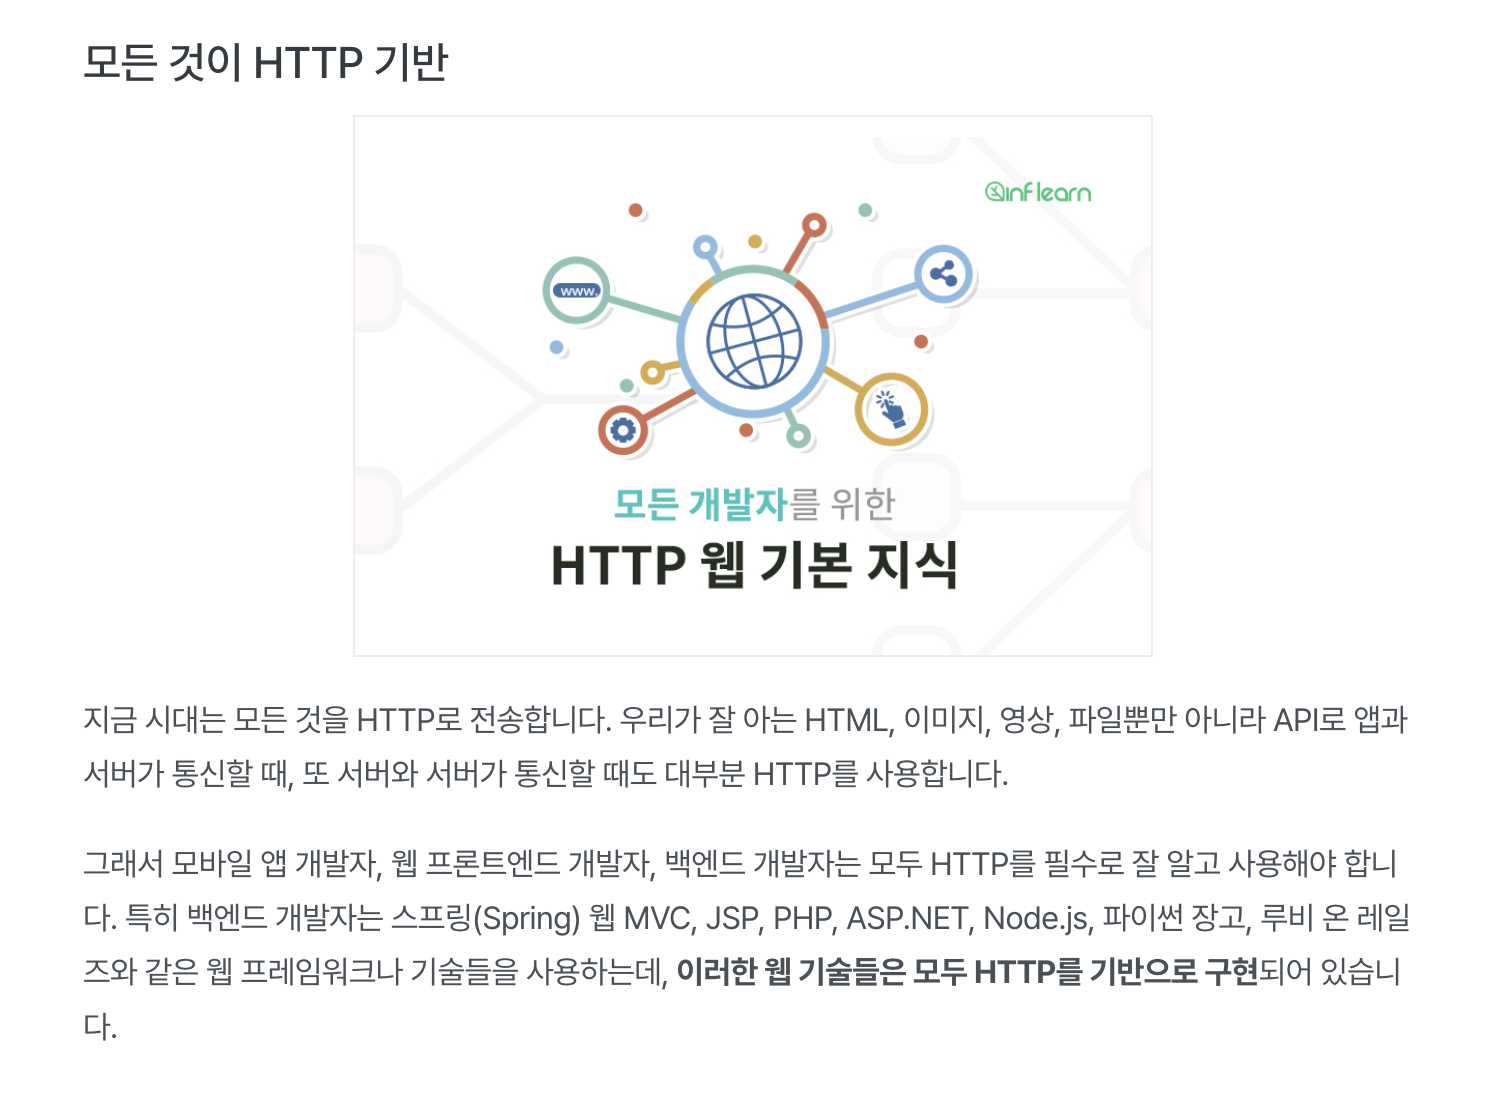 모든 것이 HTTP 기반
inflearn
www.
모든 개발자를 위한
HTTP 웹 기본 지식
지금 시대는 모든 것을 HTTP로 전송합니다. 우리가 잘 아는 HTML, 이미지, 영상, 파일뿐만 아니라 API로 앱과
서버가 통신할 때, 또 서버와 서버가 통신할 때도 대부분 HTTP를 사용합니다.
그래서 모바일 앱 개발자, 웹 프론트엔드 개발자, 백엔드 개발자는 모두 HTTP를 필수로 잘 알고 사용해야 합니
다. 특히 백엔드 개발자는 스프링(Spring) 웹 MVC, JSP, PHP, ASP.NET, Node.js, 파이썬 장고, 루비 온 레일
즈와 같은 웹 프레임워크나 기술들을 사용하는데, 이러한 웹 기술들은 모두 HTTP를 기반으로 구현되어 있습니
다.